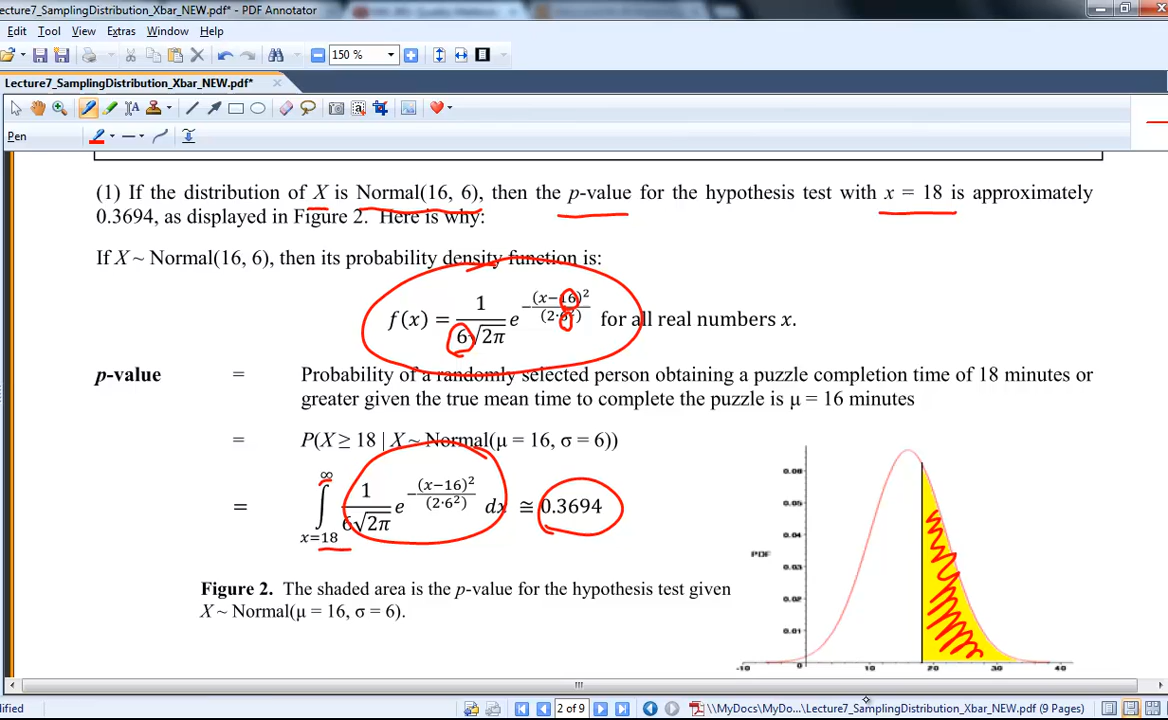 ecture7_SamplingDistribution_Xbar_NEW.pdf* - PDF Annotator
Edit Tool View Extras Window Help
150 %
Lecture7_SamplingDistribution_Xbar_NEW.pdf*
Pen
(1) If the distribution of X is Normal(16, 6), then the p-value for the hypothesis test with x = 18 is approximately
0.3694, as displayed in Figure 2. Here is why:
If X ~ Normal(16, 6), then its probability density function is:
f(x) = 1/(6√2π) e^(−(x−16)²/(2·6²)) for all real numbers x.
p-value = Probability of a randomly selected person obtaining a puzzle completion time of 18 minutes or
greater given the true mean time to complete the puzzle is μ = 16 minutes
= P(X ≥ 18 | X ~ Normal(μ = 16, σ = 6))
= ∫_{x=18}^{∞} 1/(6√2π) e^(−(x−16)²/(2·6²)) dx ≅ 0.3694
Figure 2. The shaded area is the p-value for the hypothesis test given
X ~ Normal(μ = 16, σ = 6).
0.06
0.05
0.04
PDF
0.03
0.02
0.01
-10 0 10 20 30 40
dified
2 of 9
\\MyDocs\MyDo...\Lecture7_SamplingDistribution_Xbar_NEW.pdf (9 Pages)